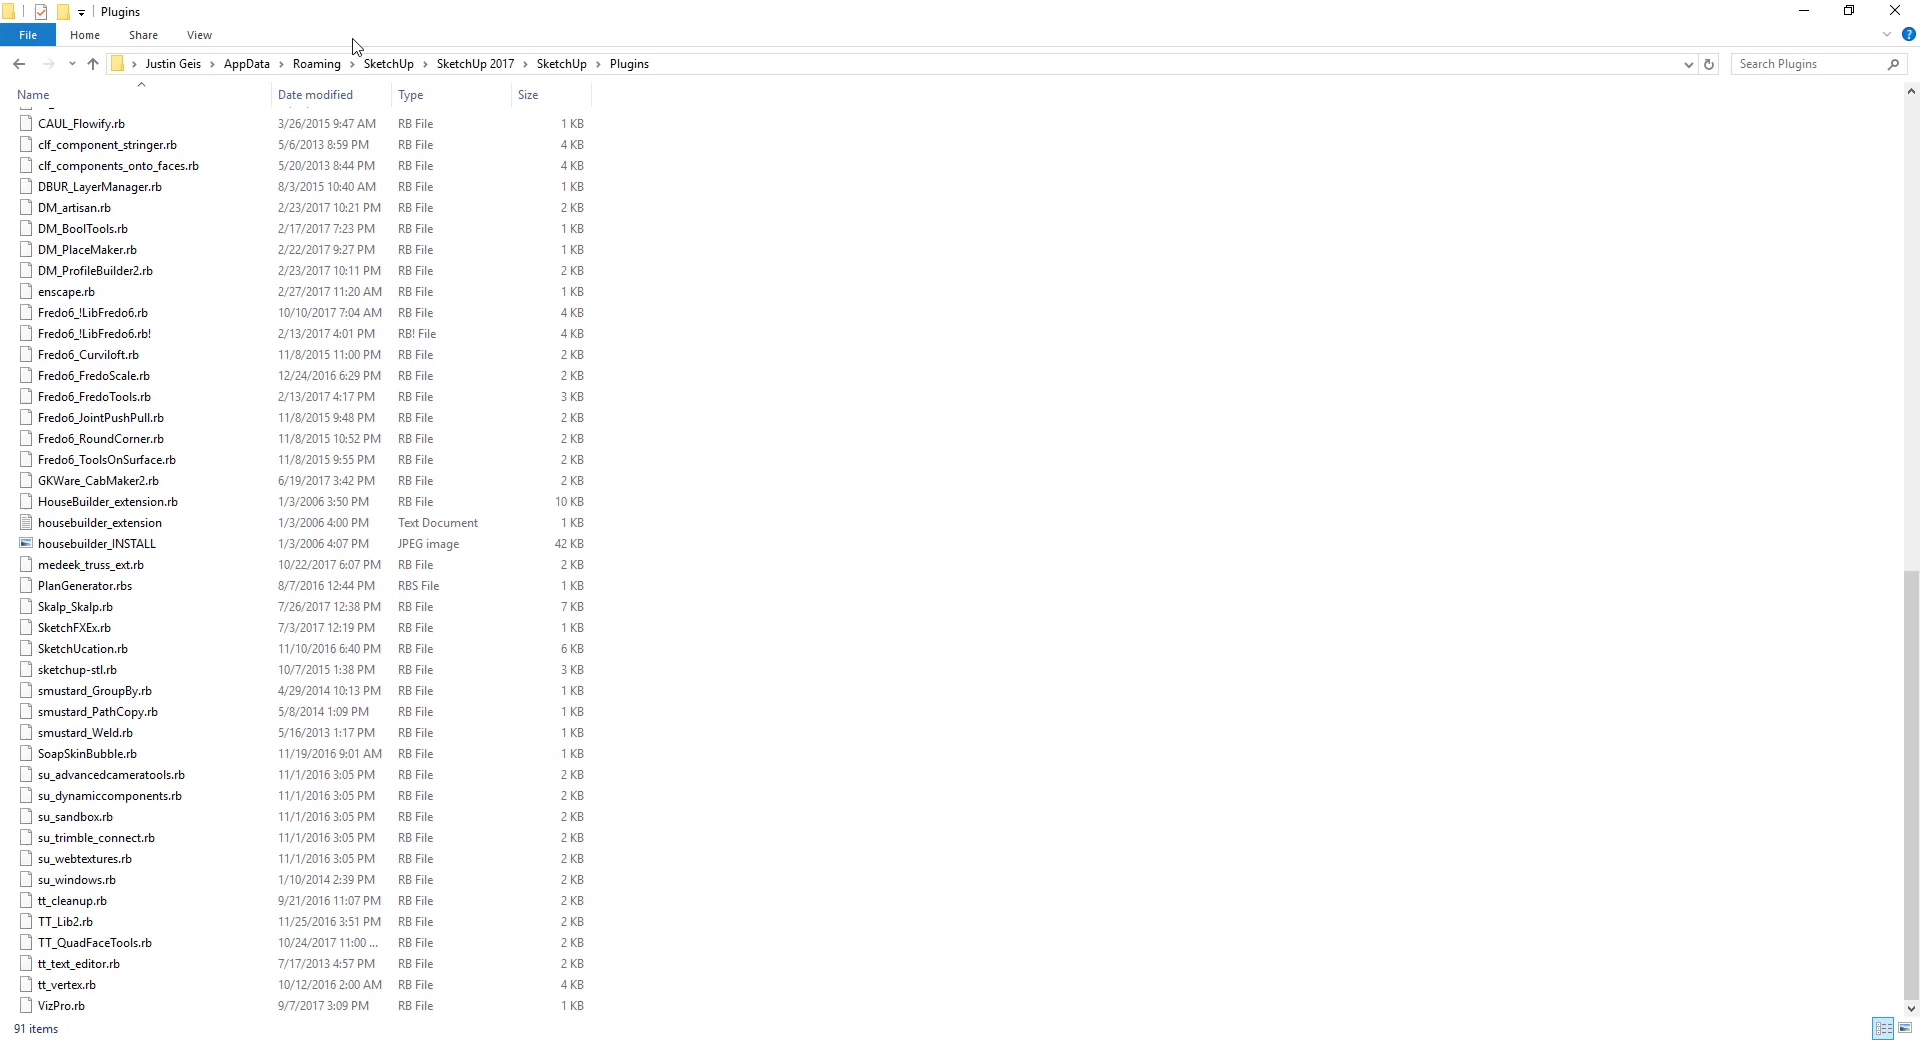 Plugins
File Home Share View
Justin Geis > AppData > Roaming > SketchUp > SketchUp 2017 > SketchUp > Plugins Search Plugins
Name Date modified Type Size
CAUL_Flowify.rb 3/26/2015 9:47 AM RB File 1 KB
clf_component_stringer.rb 5/6/2013 8:59 PM RB File 4 KB
clf_components_onto_faces.rb 5/20/2013 8:44 PM RB File 4 KB
DBUR_LayerManager.rb 8/3/2015 10:40 AM RB File 1 KB
DM_artisan.rb 2/23/2017 10:21 PM RB File 2 KB
DM_BoolTools.rb 2/17/2017 7:23 PM RB File 1 KB
DM_PlaceMaker.rb 2/22/2017 9:27 PM RB File 1 KB
DM_ProfileBuilder2.rb 2/23/2017 10:11 PM RB File 2 KB
enscape.rb 2/27/2017 11:20 AM RB File 1 KB
Fredo6_!LibFredo6.rb 10/10/2017 7:04 AM RB File 4 KB
Fredo6_!LibFredo6.rb! 2/13/2017 4:01 PM RB! File 4 KB
Fredo6_Curviloft.rb 11/8/2015 11:00 PM RB File 2 KB
Fredo6_FredoScale.rb 12/24/2016 6:29 PM RB File 2 KB
Fredo6_FredoTools.rb 2/13/2017 4:17 PM RB File 3 KB
Fredo6_JointPushPull.rb 11/8/2015 9:48 PM RB File 2 KB
Fredo6_RoundCorner.rb 11/8/2015 10:52 PM RB File 2 KB
Fredo6_ToolsOnSurface.rb 11/8/2015 9:55 PM RB File 2 KB
GKWare_CabMaker2.rb 6/19/2017 3:42 PM RB File 2 KB
HouseBuilder_extension.rb 1/3/2006 3:50 PM RB File 10 KB
housebuilder_extension 1/3/2006 4:00 PM Text Document 1 KB
housebuilder_INSTALL 1/3/2006 4:07 PM JPEG image 42 KB
medeek_truss_ext.rb 10/22/2017 6:07 PM RB File 2 KB
PlanGenerator.rbs 8/7/2016 12:44 PM RBS File 1 KB
Skalp_Skalp.rb 7/26/2017 12:38 PM RB File 7 KB
SketchFXEx.rb 7/3/2017 12:19 PM RB File 1 KB
SketchUcation.rb 11/10/2016 6:40 PM RB File 6 KB
sketchup-stl.rb 10/7/2015 1:38 PM RB File 3 KB
smustard_GroupBy.rb 4/29/2014 10:13 PM RB File 1 KB
smustard_PathCopy.rb 5/8/2014 1:09 PM RB File 1 KB
smustard_Weld.rb 5/16/2013 1:17 PM RB File 1 KB
SoapSkinBubble.rb 11/19/2016 9:01 AM RB File 1 KB
su_advancedcameratools.rb 11/1/2016 3:05 PM RB File 2 KB
su_dynamiccomponents.rb 11/1/2016 3:05 PM RB File 2 KB
su_sandbox.rb 11/1/2016 3:05 PM RB File 2 KB
su_trimble_connect.rb 11/1/2016 3:05 PM RB File 2 KB
su_webtextures.rb 11/1/2016 3:05 PM RB File 2 KB
su_windows.rb 1/10/2014 2:39 PM RB File 2 KB
tt_cleanup.rb 9/21/2016 11:07 PM RB File 2 KB
TT_Lib2.rb 11/25/2016 3:51 PM RB File 2 KB
TT_QuadFaceTools.rb 10/24/2017 11:00 ... RB File 2 KB
tt_text_editor.rb 7/17/2013 4:57 PM RB File 2 KB
tt_vertex.rb 10/12/2016 2:00 AM RB File 4 KB
VizPro.rb 9/7/2017 3:09 PM RB File 1 KB
91 items